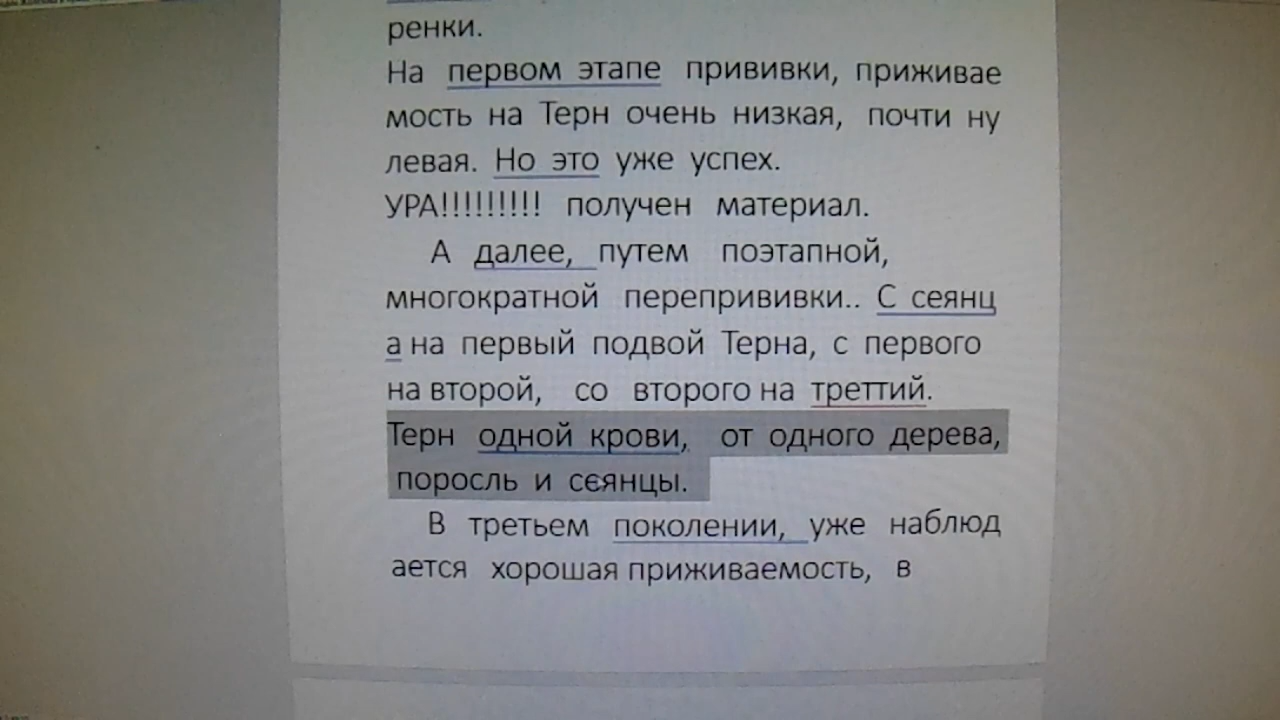 ренки.
На первом этапе прививки, приживае
мость на Терн очень низкая, почти ну
левая. Но это уже успех.
УРА!!!!!!!!! получен материал.
А далее, путем поэтапной,
многократной перепрививки.. С сеянц
а на первый подвой Терна, с первого
на второй, со второго на треттий.
Терн одной крови, от одного дерева,
поросль и сеянцы.
В третьем поколении, уже наблюд
ается хорошая приживаемость, в